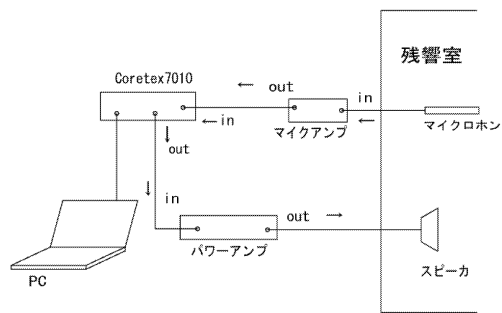 残響室
Coretex7010
← out
in
←in
←
マイクアンプ
マイクロホン
↓
out
↓
in
out →
パワーアンプ
スピーカ
PC